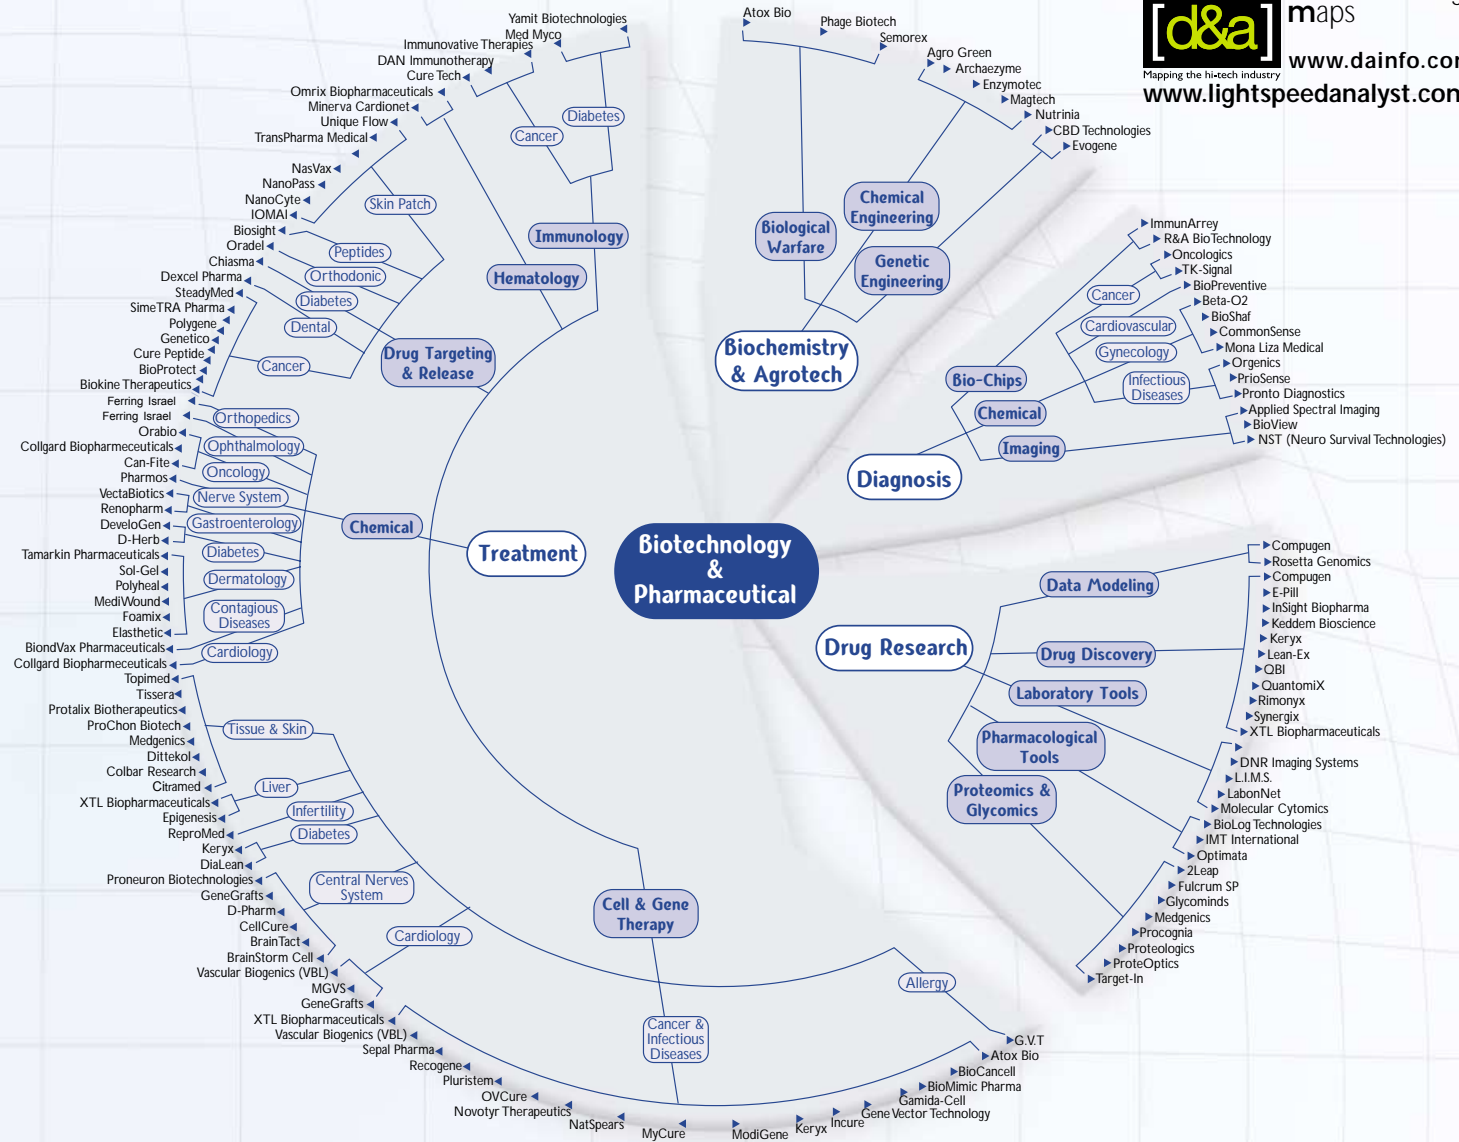 [d&a]
maps
Mapping the hi-tech industry
www.dainfo.com
www.lightspeedanalyst.com
Biotechnology
&
Pharmaceutical
Biochemistry
& Agrotech
Biological
Warfare
Atox Bio
Phage Biotech
Semorex
Chemical
Engineering
Agro Green
Archaezyme
Enzymotec
Magtech
Nutrinia
Genetic
Engineering
CBD Technologies
Evogene
Diagnosis
Bio-Chips
ImmunArrey
R&A BioTechnology
Chemical
Cancer
Oncologics
TK-Signal
Cardiovascular
BioPreventive
Gynecology
Beta-O2
BioShaf
CommonSense
Mona Liza Medical
Infectious
Diseases
Orgenics
PrioSense
Pronto Diagnostics
Imaging
Applied Spectral Imaging
BioView
NST (Neuro Survival Technologies)
Drug Research
Data Modeling
Compugen
Rosetta Genomics
Drug Discovery
Compugen
E-Pill
InSight Biopharma
Keddem Bioscience
Keryx
Lean-Ex
QBI
QuantomiX
Rimonyx
Synergix
XTL Biopharmaceuticals
Laboratory Tools
DNR Imaging Systems
L.I.M.S.
LabonNet
Molecular Cytomics
Pharmacological
Tools
BioLog Technologies
IMT International
Optimata
Proteomics &
Glycomics
2Leap
Fulcrum SP
Glycominds
Medgenics
Procognia
Proteologics
ProteOptics
Target-In
Treatment
Immunology
Diabetes
Yamit Biotechnologies
Med Myco
Cancer
Immunovative Therapies
DAN Immunotherapy
Cure Tech
Hematology
Omrix Biopharmaceuticals
Minerva Cardionet
Drug Targeting
& Release
Skin Patch
Unique Flow
TransPharma Medical
NasVax
NanoPass
NanoCyte
IOMAI
Peptides
Biosight
Orthodonic
Oradel
Diabetes
Chiasma
Dental
Dexcel Pharma
Cancer
SteadyMed
SimeTRA Pharma
Polygene
Genetico
Cure Peptide
BioProtect
Biokine Therapeutics
Chemical
Orthopedics
Ferring Israel
Ophthalmology
Ferring Israel
Oncology
Orabio
Collgard Biopharmeceuticals
Can-Fite
Nerve System
Pharmos
Gastroenterology
VectaBiotics
Renopharm
Diabetes
DeveloGen
D-Herb
Dermatology
Tamarkin Pharmaceuticals
Sol-Gel
Polyheal
MediWound
Foamix
Elasthetic
Contagious
Diseases
BiondVax Pharmaceuticals
Cardiology
Collgard Biopharmeceuticals
Cell & Gene
Therapy
Tissue & Skin
Topimed
Tissera
Protalix Biotherapeutics
ProChon Biotech
Medgenics
Dittekol
Colbar Research
Citramed
Liver
XTL Biopharmaceuticals
Epigenesis
Infertility
ReproMed
Diabetes
Keryx
DiaLean
Central Nerves
System
Proneuron Biotechnologies
GeneGrafts
D-Pharm
CellCure
BrainTact
BrainStorm Cell
Cardiology
Vascular Biogenics (VBL)
MGVS
GeneGrafts
Cancer &
Infectious
Diseases
XTL Biopharmaceuticals
Vascular Biogenics (VBL)
Sepal Pharma
Recogene
Pluristem
OVCure
Novotyr Therapeutics
NatSpears
MyCure
ModiGene
Keryx
Incure
GeneVector Technology
Gamida-Cell
BioMimic Pharma
BioCancell
Atox Bio
Allergy
G.V.T